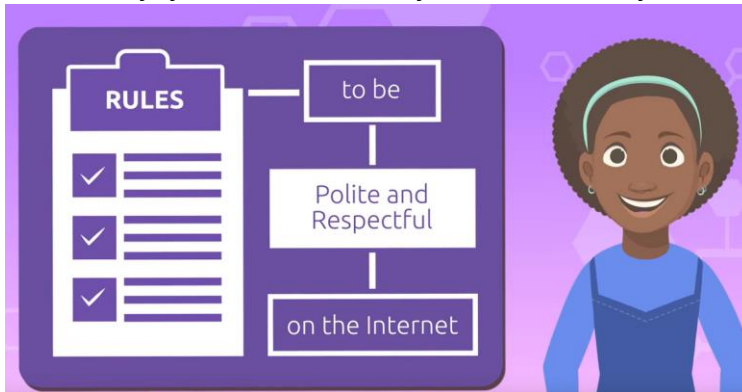 RULES
to be
Polite and
Respectful
on the Internet